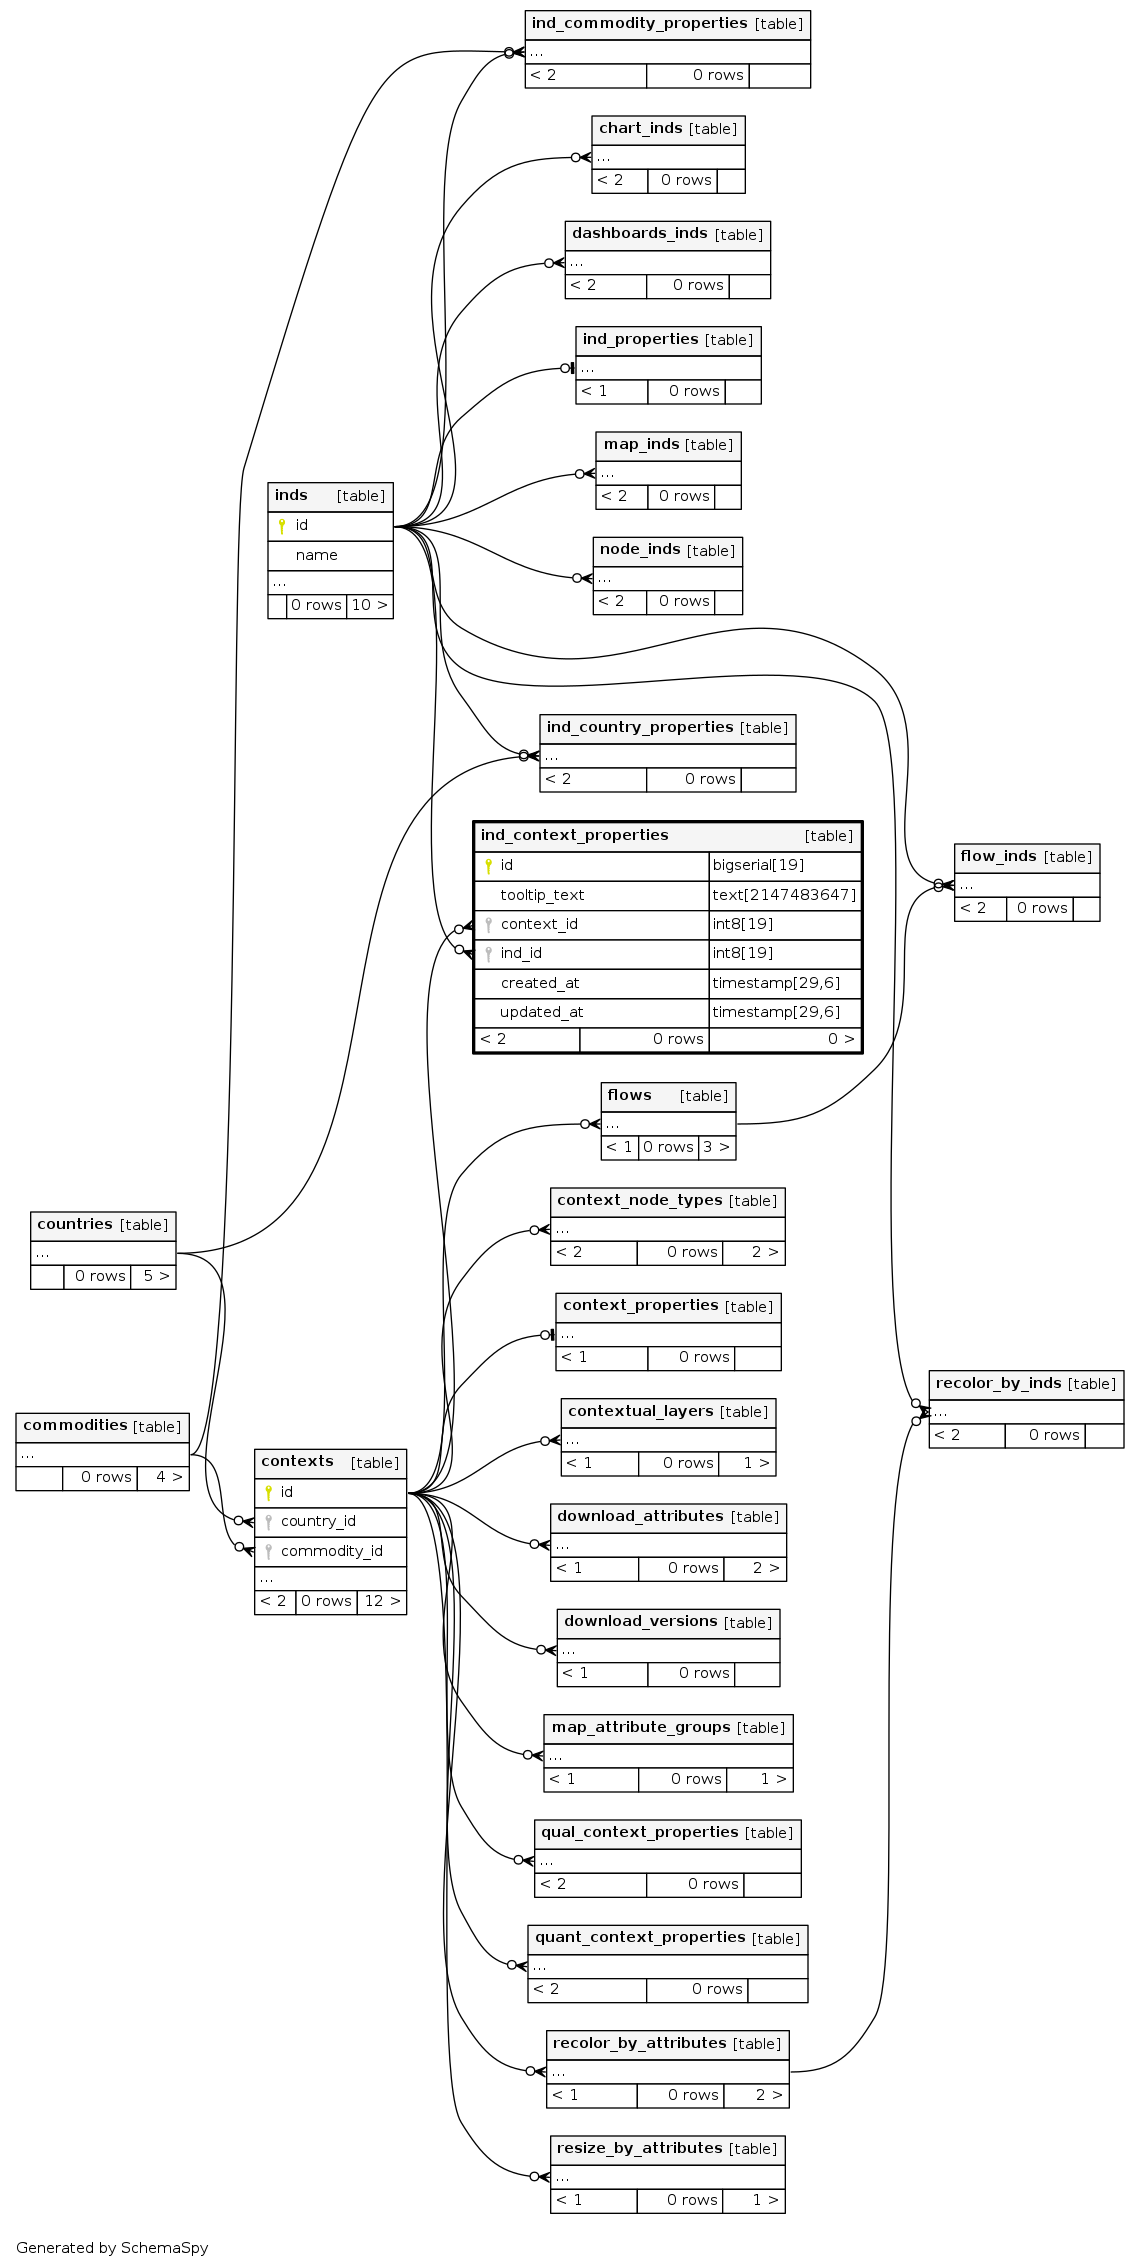 ind_commodity_properties [table]
...
< 2 0 rows
chart_inds [table]
...
< 2 0 rows
dashboards_inds [table]
...
< 2 0 rows
ind_properties [table]
...
< 1 0 rows
map_inds [table]
...
< 2 0 rows
inds [table]
id
name
...
0 rows 10 >
node_inds [table]
...
< 2 0 rows
ind_country_properties [table]
...
< 2 0 rows
ind_context_properties [table]
id bigserial[19]
tooltip_text text[2147483647]
context_id int8[19]
ind_id int8[19]
created_at timestamp[29,6]
updated_at timestamp[29,6]
< 2 0 rows 0 >
flow_inds [table]
...
< 2 0 rows
flows [table]
...
< 1 0 rows 3 >
context_node_types [table]
...
< 2 0 rows 2 >
countries [table]
...
0 rows 5 >
context_properties [table]
...
< 1 0 rows
recolor_by_inds [table]
...
< 2 0 rows
contextual_layers [table]
...
< 1 0 rows 1 >
commodities [table]
...
0 rows 4 >
contexts [table]
id
country_id
commodity_id
...
< 2 0 rows 12 >
download_attributes [table]
...
< 1 0 rows 2 >
download_versions [table]
...
< 1 0 rows
map_attribute_groups [table]
...
< 1 0 rows 1 >
qual_context_properties [table]
...
< 2 0 rows
quant_context_properties [table]
...
< 2 0 rows
recolor_by_attributes [table]
...
< 1 0 rows 2 >
resize_by_attributes [table]
...
< 1 0 rows 1 >
Generated by SchemaSpy